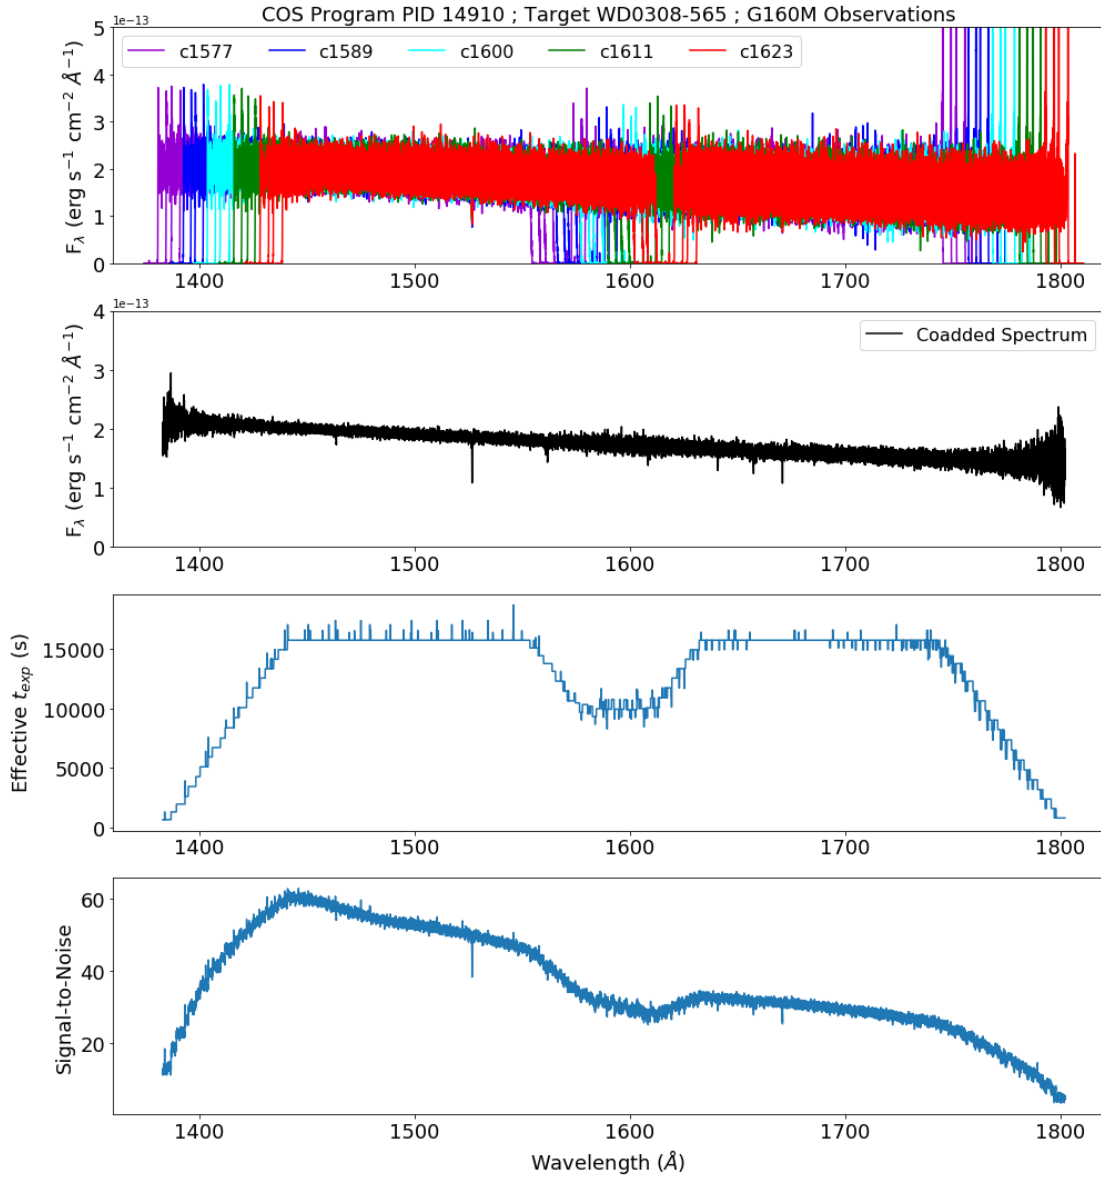 COS Program PID 14910 ; Target WD0308-565 ; G160M Observations
1e−13
c1577 c1589 c1600 c1611 c1623
5
4
3
2
1
0
Fλ (erg s⁻¹ cm⁻² Å⁻¹)
1400 1500 1600 1700 1800
1e−13
Coadded Spectrum
4
3
2
1
0
Fλ (erg s⁻¹ cm⁻² Å⁻¹)
1400 1500 1600 1700 1800
15000
10000
5000
0
Effective t_exp (s)
1400 1500 1600 1700 1800
60
40
20
Signal-to-Noise
1400 1500 1600 1700 1800
Wavelength (Å)